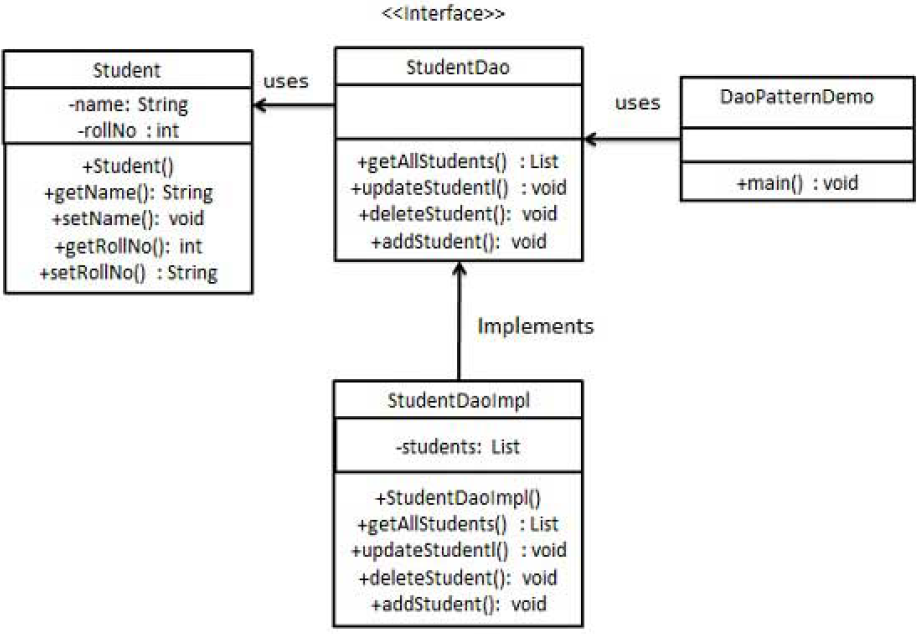 <<Interface>>
Student
-name: String
-rollNo : int
+Student()
+getName(): String
+setName(): void
+getRollNo(): int
+setRollNo() : String
uses
StudentDao
+getAllStudents() : List
+updateStudentl() : void
+deleteStudent(): void
+addStudent(): void
uses
DaoPatternDemo
+main() : void
Implements
StudentDaoImpl
-students: List
+StudentDaoImpl()
+getAllStudents() : List
+updateStudentl() : void
+deleteStudent(): void
+addStudent(): void